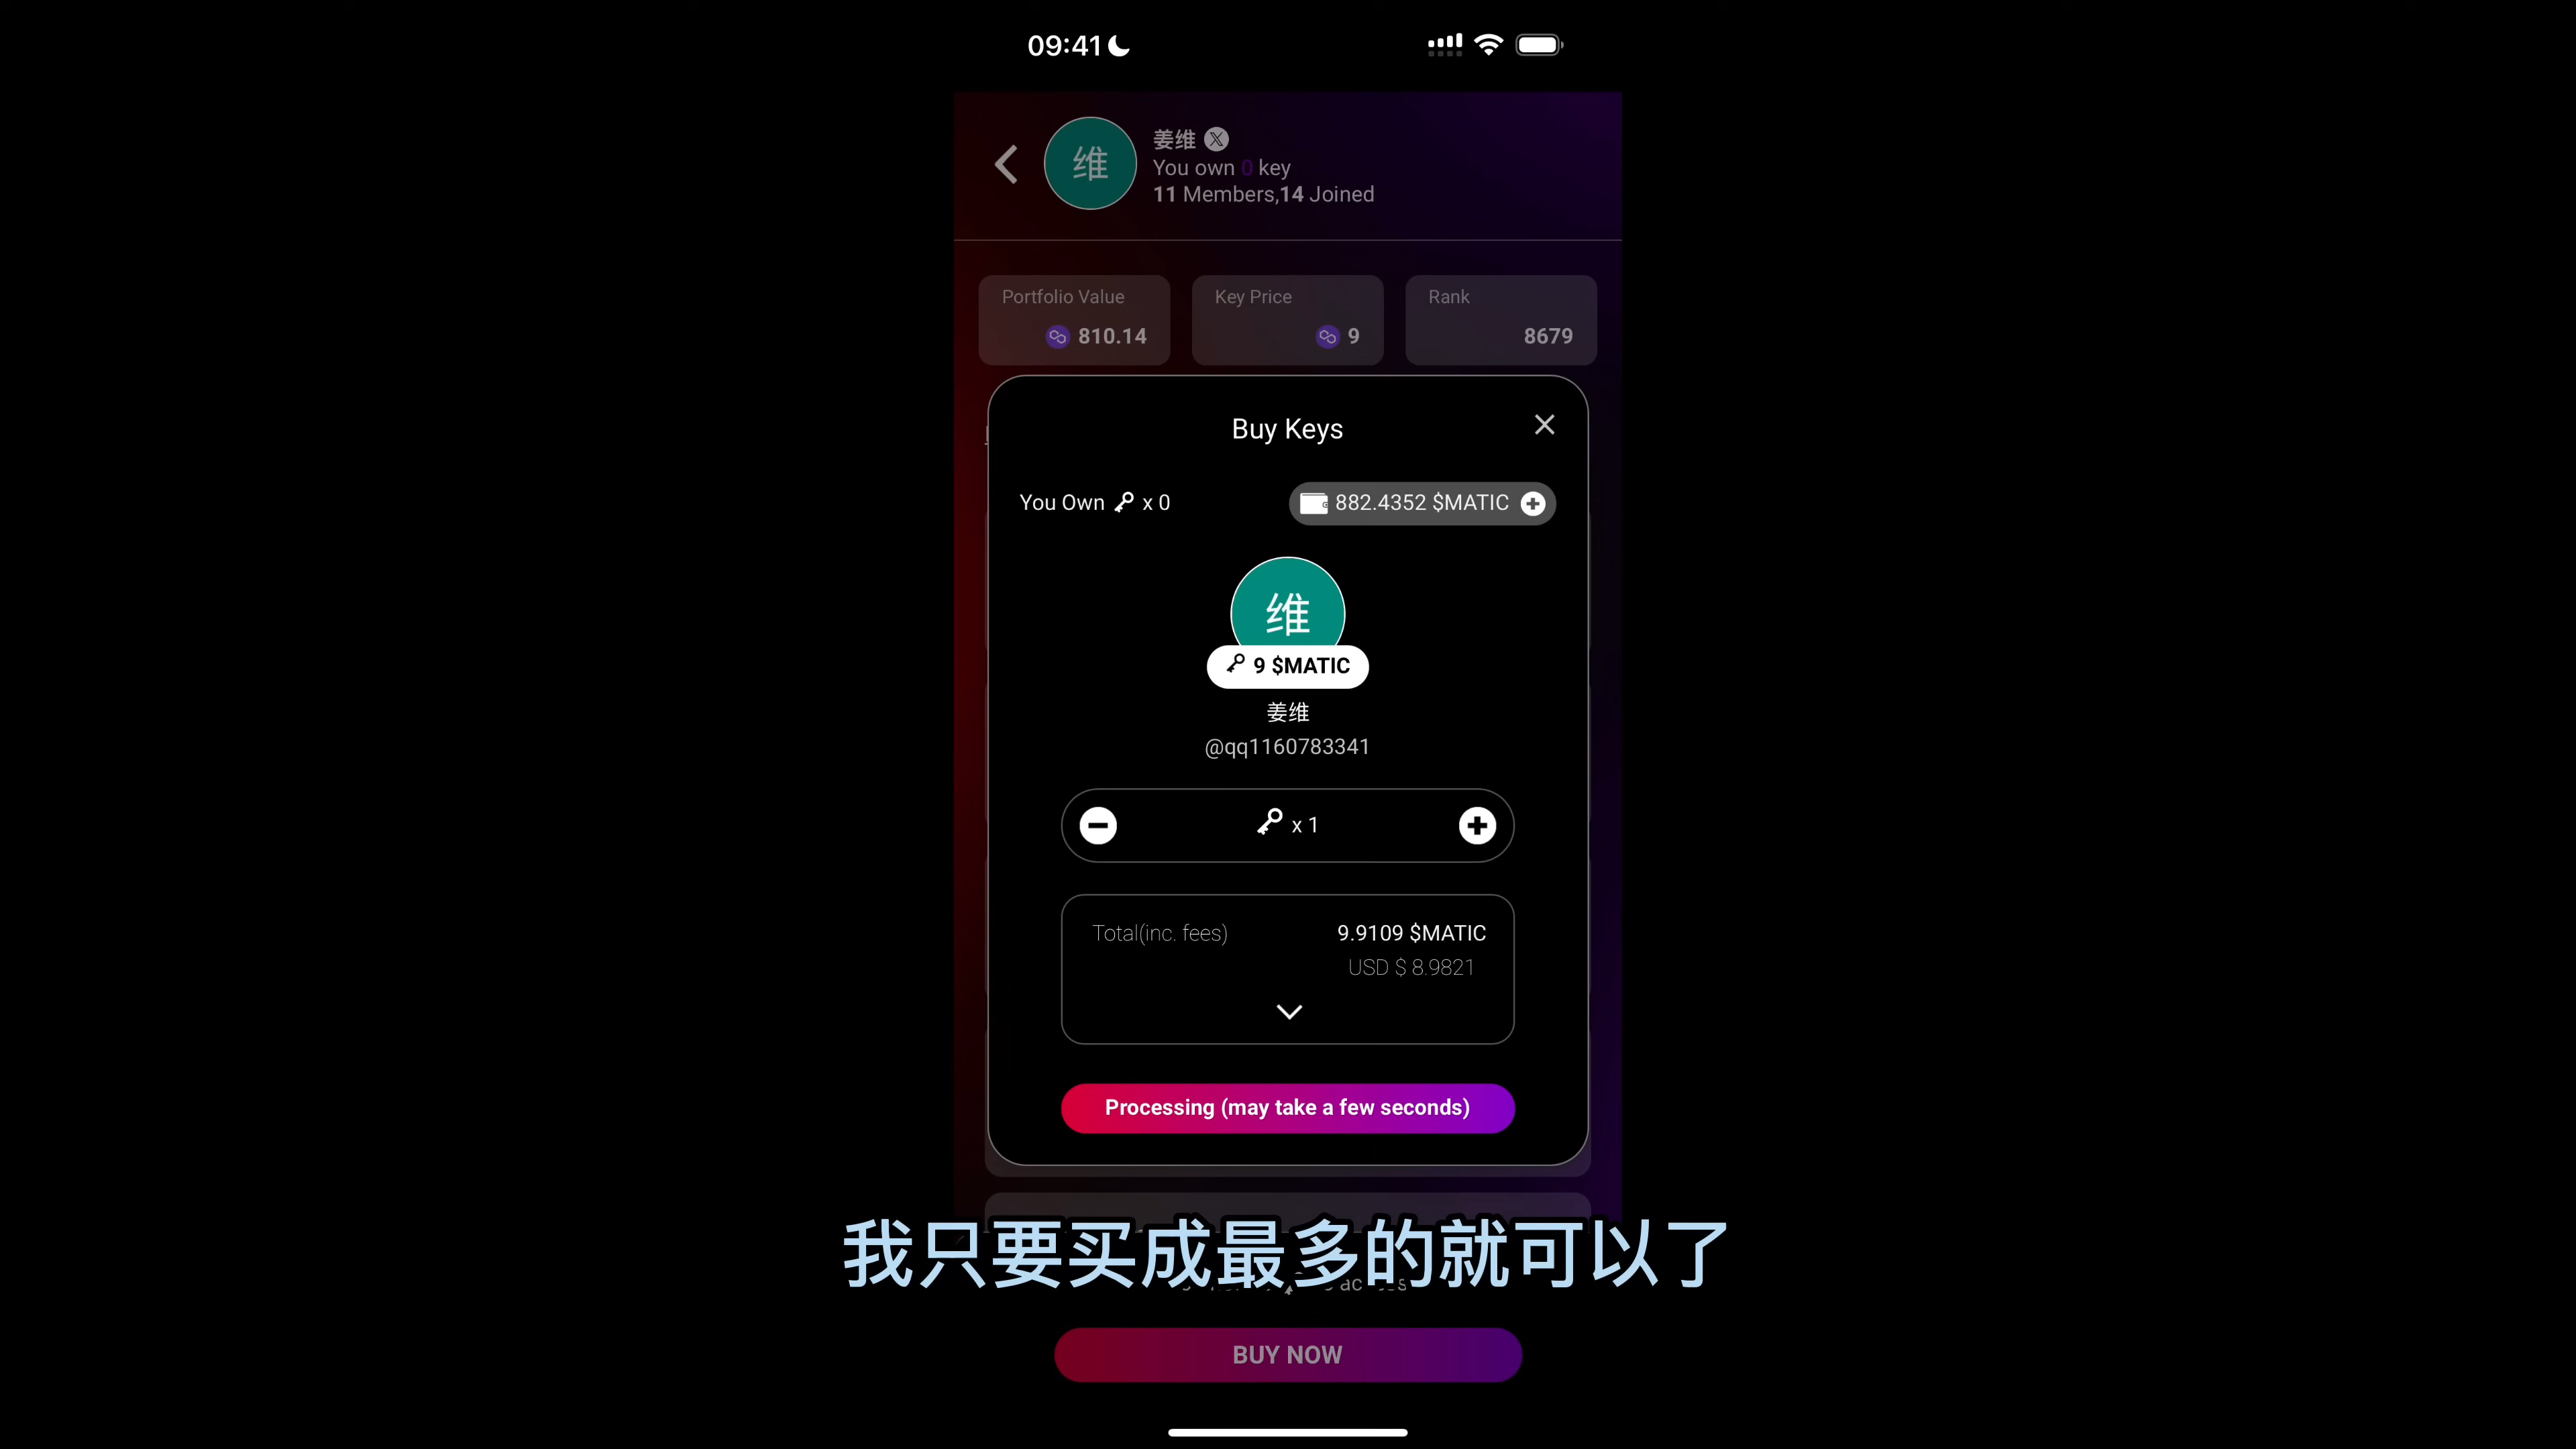 09:41
维
姜维
You own 0 key
11 Members,14 Joined
Portfolio Value
810.14
Key Price
9
Rank
8679
Buy Keys
You Own x 0
882.4352 $MATIC
维
9 $MATIC
姜维
@qq1160783341
x 1
Total(inc. fees)
9.9109 $MATIC
USD $ 8.9821
Processing (may take a few seconds)
我只要买成最多的就可以了
BUY NOW